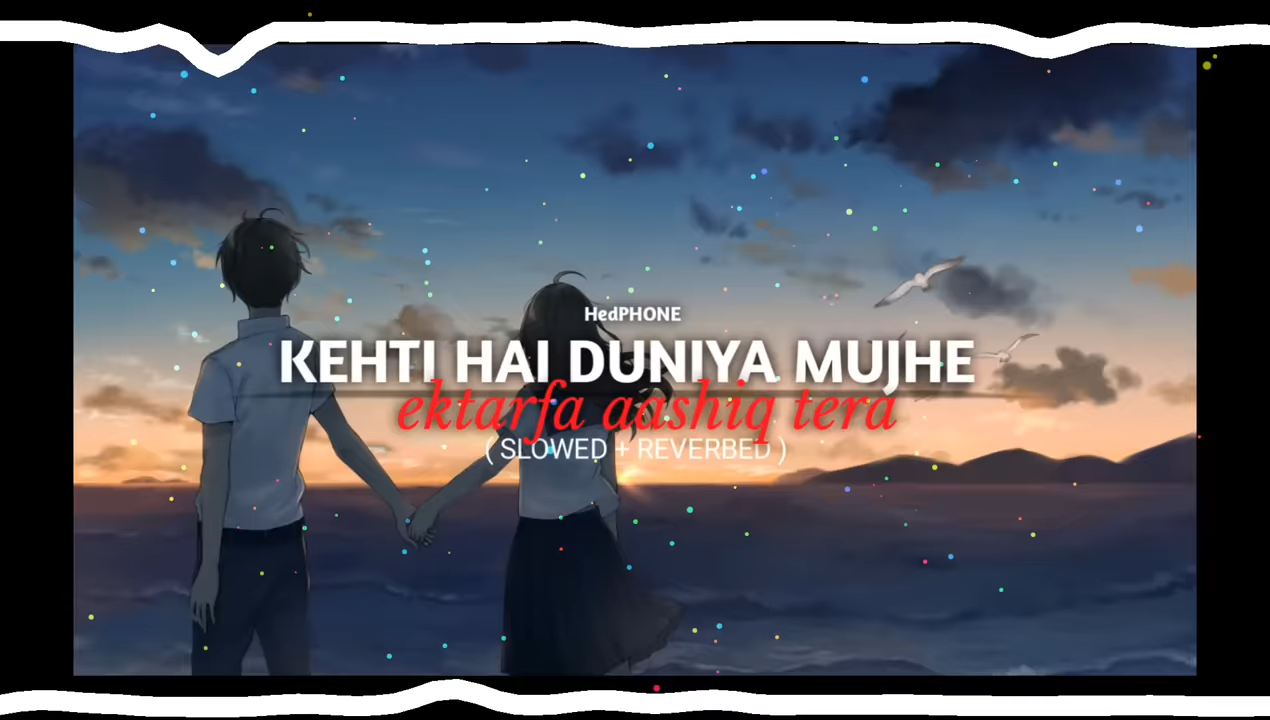 HedPHONE
KEHTI HAI DUNIYA MUJHE
ektarfa aashiq tera
( SLOWED + REVERBED )